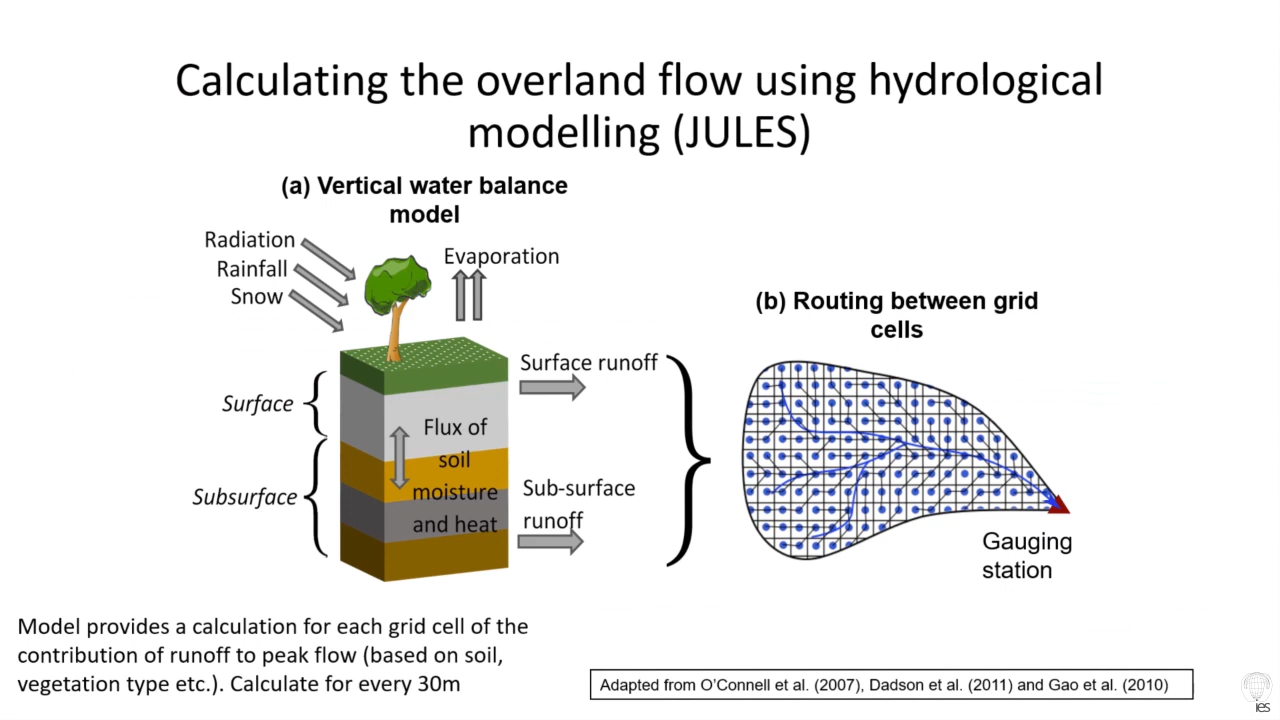 Calculating the overland flow using hydrological
modelling (JULES)
(a) Vertical water balance
model
Radiation
Rainfall
Snow
Evaporation
Surface
Subsurface
Flux of
soil
moisture
and heat
Surface runoff
Sub-surface
runoff
(b) Routing between grid
cells
Gauging
station
Model provides a calculation for each grid cell of the
contribution of runoff to peak flow (based on soil,
vegetation type etc.). Calculate for every 30m
Adapted from O’Connell et al. (2007), Dadson et al. (2011) and Gao et al. (2010)
ies